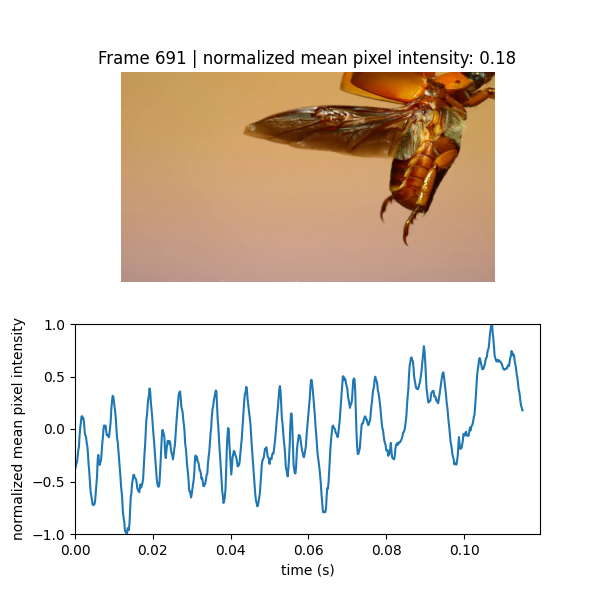 Frame 691 | normalized mean pixel intensity: 0.18
1.0
0.5
0.0
−0.5
−1.0
normalized mean pixel intensity
0.00 0.02 0.04 0.06 0.08 0.10
time (s)